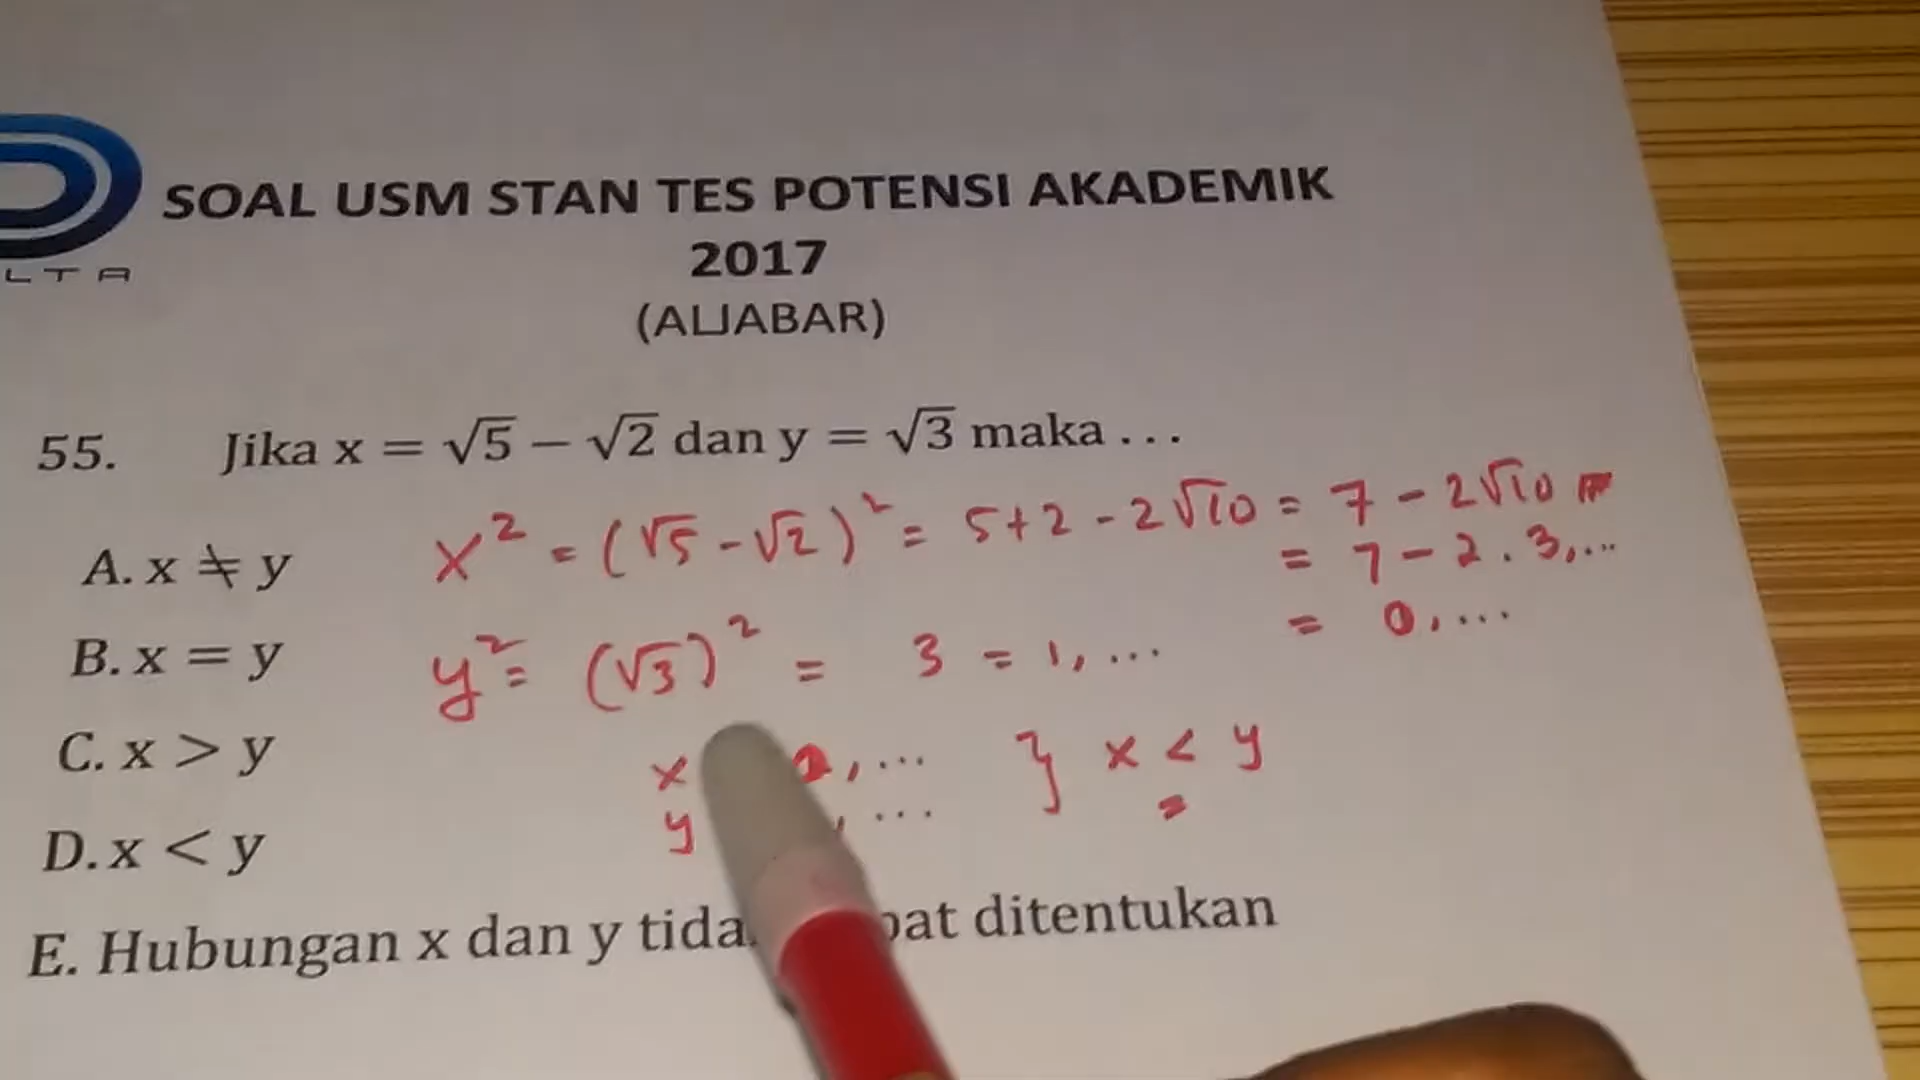 LTA
SOAL USM STAN TES POTENSI AKADEMIK
2017
(ALJABAR)
55. Jika x = √5 − √2 dan y = √3 maka ...
x² = (√5 - √2)² = 5+2 - 2√10 = 7 - 2√10
= 7 - 2 . 3,...
= 0,...
A. x ≠ y
y² = (√3)² = 3 = 1, ...
B. x = y
x , ... } x < y
y , ...
C. x > y
D. x < y
E. Hubungan x dan y ditentukan